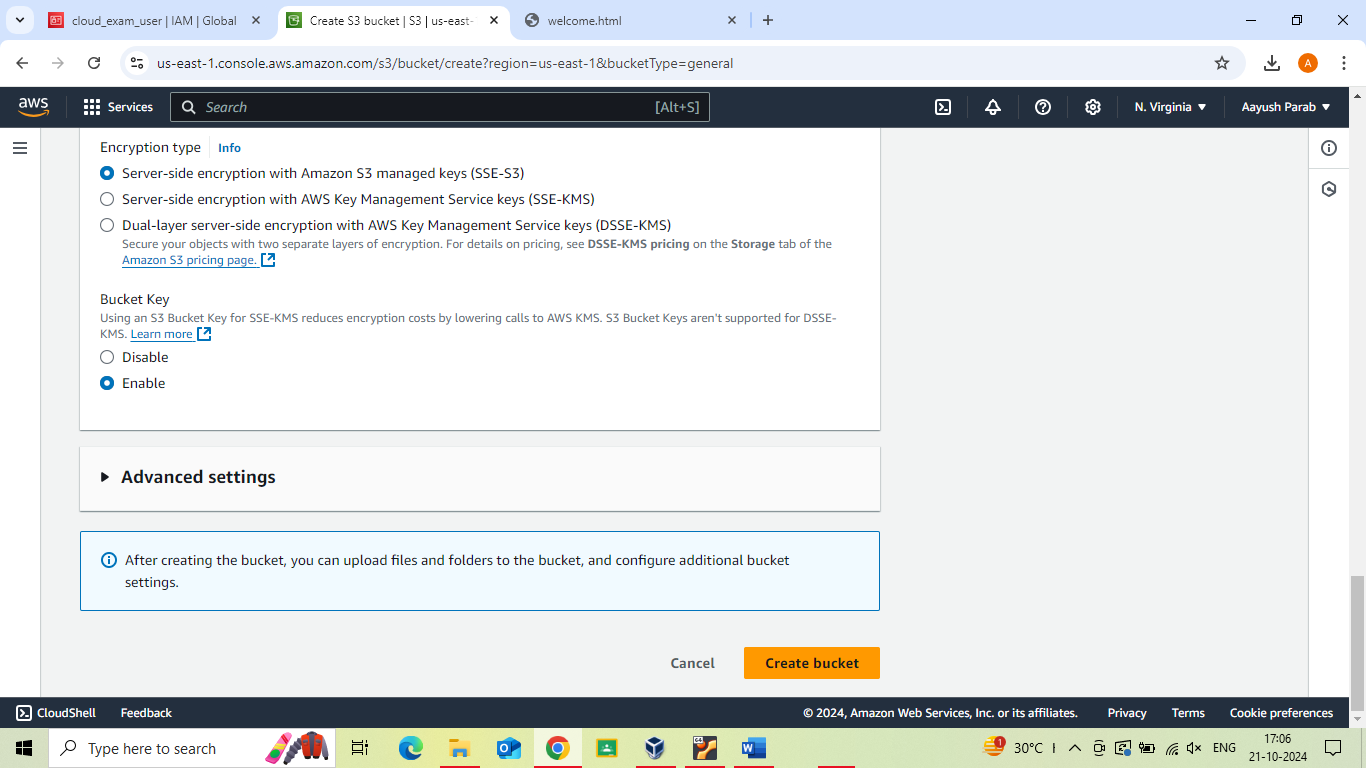 cloud_exam_user | IAM | Global
Create S3 bucket | S3 | us-east-
welcome.html
us-east-1.console.aws.amazon.com/s3/bucket/create?region=us-east-1&bucketType=general
A
aws
Services
Search
[Alt+S]
N. Virginia
Aayush Parab
Encryption type
Info
Server-side encryption with Amazon S3 managed keys (SSE-S3)
Server-side encryption with AWS Key Management Service keys (SSE-KMS)
Dual-layer server-side encryption with AWS Key Management Service keys (DSSE-KMS)
Secure your objects with two separate layers of encryption. For details on pricing, see DSSE-KMS pricing on the Storage tab of the
Amazon S3 pricing page.
Bucket Key
Using an S3 Bucket Key for SSE-KMS reduces encryption costs by lowering calls to AWS KMS. S3 Bucket Keys aren't supported for DSSE-
KMS. Learn more
Disable
Enable
Advanced settings
After creating the bucket, you can upload files and folders to the bucket, and configure additional bucket
settings.
Cancel
Create bucket
CloudShell
Feedback
© 2024, Amazon Web Services, Inc. or its affiliates.
Privacy
Terms
Cookie preferences
Type here to search
1
30°C
ENG
17:06
21-10-2024